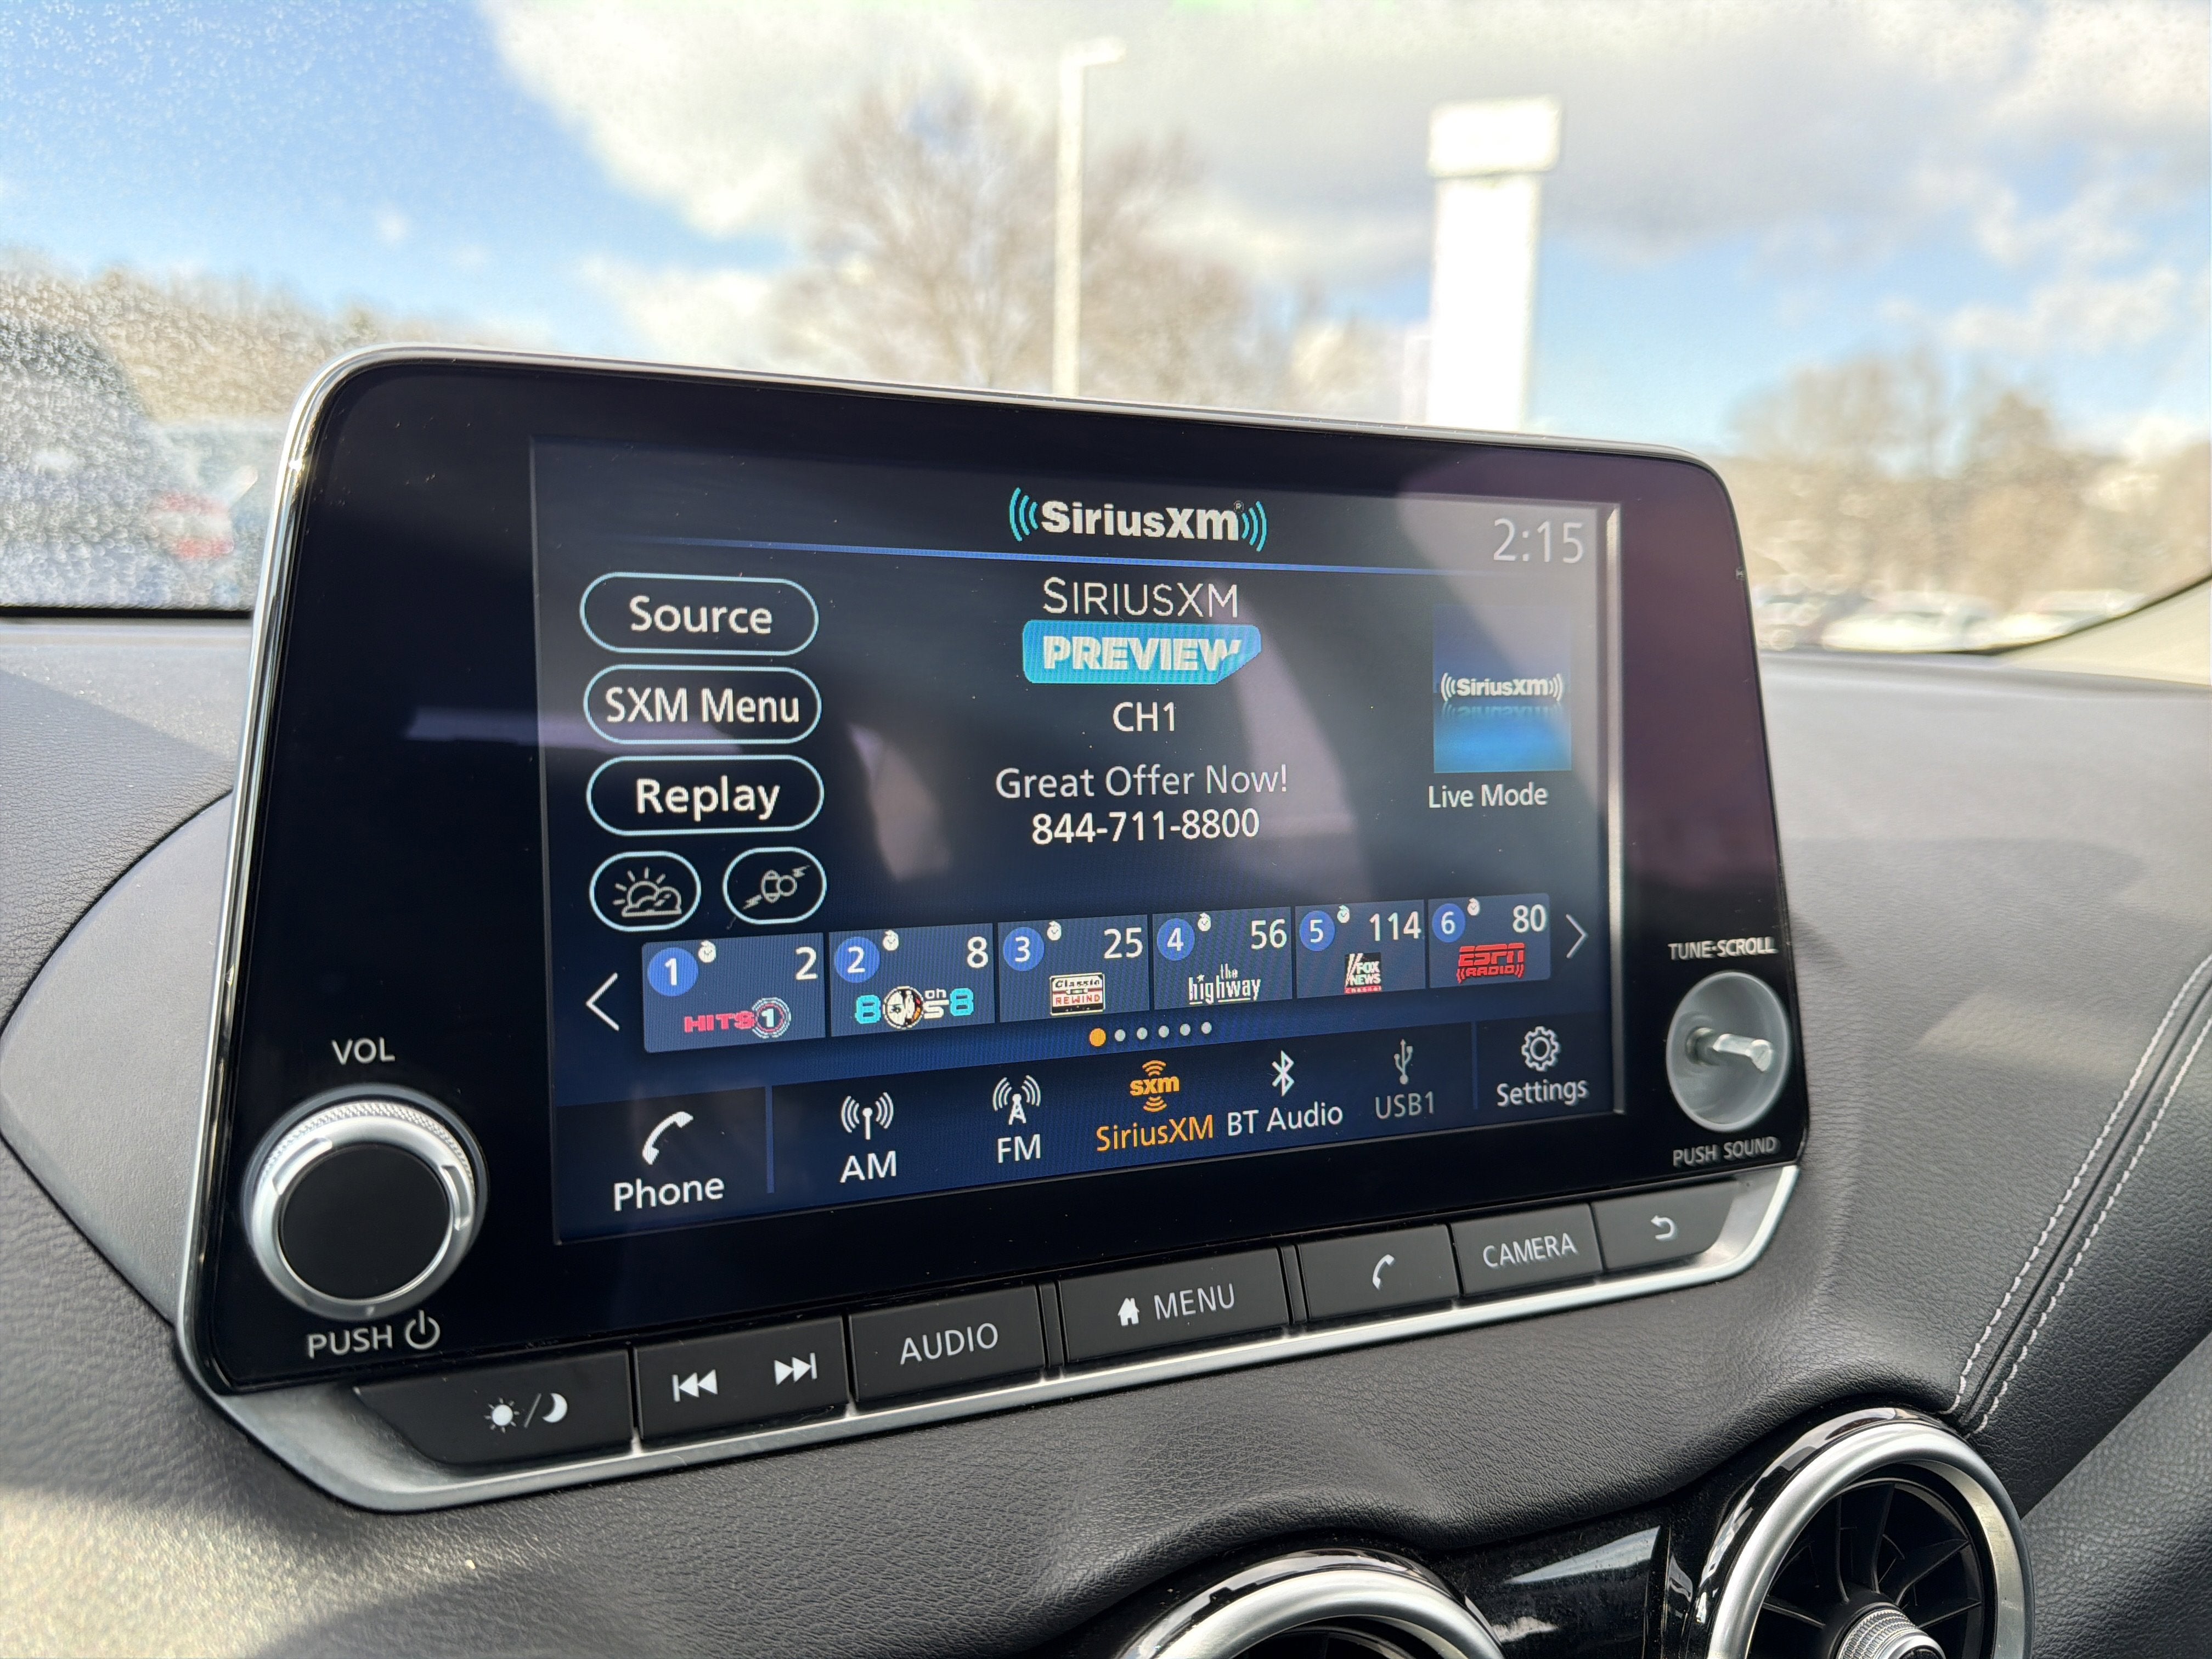 SiriusXM®
2:15
Source
SXM Menu
Replay
SIRIUSXM
PREVIEW
CH1
Great Offer Now!
844-711-8800
SiriusXM
Live Mode
1 2
HITS 1
2 8
80s on 8
3 25
Classic
REWIND
4 56
the
highway
5 114
FOX
NEWS
channel
6 80
ESPN
RADIO
Phone
AM
FM
sxm
SiriusXM
BT Audio
USB1
Settings
VOL
PUSH
TUNE·SCROLL
PUSH SOUND
AUDIO
MENU
CAMERA